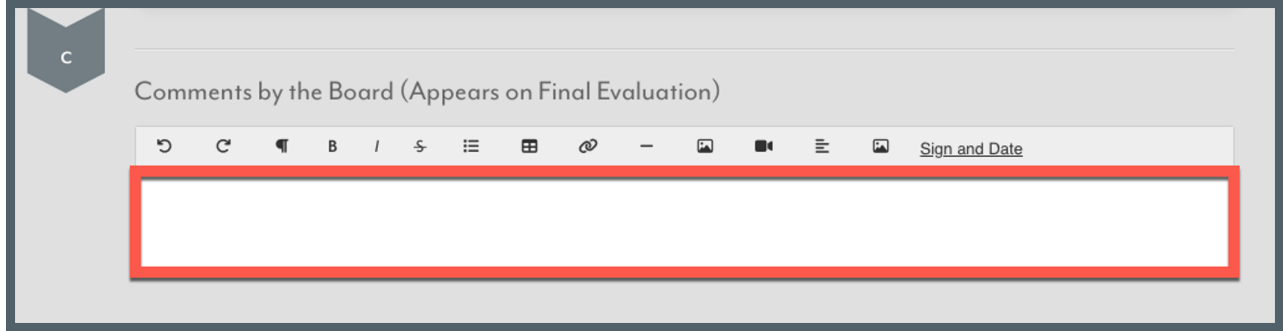 C
Comments by the Board (Appears on Final Evaluation)
B I S Sign and Date